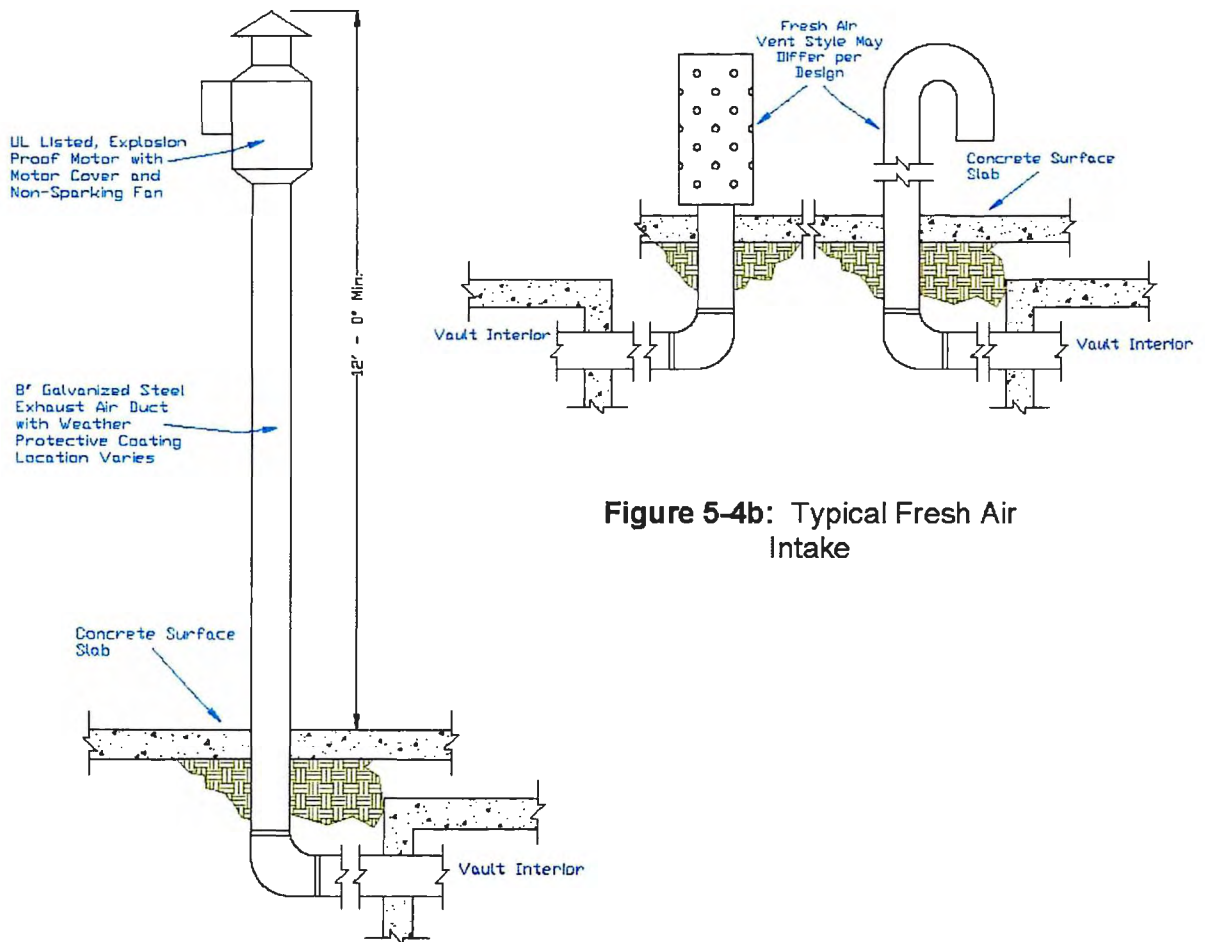 UL Listed, Explosion
Proof Motor with
Motor Cover and
Non-Sparking Fan
12' - 0" Min.
8" Galvanized Steel
Exhaust Air Duct
with Weather
Protective Coating
Location Varies
Concrete Surface
Slab
Vault Interior
Fresh Air
Vent Style May
Differ per
Design
Concrete Surface
Slab
Vault Interior
Vault Interior
Figure 5-4b: Typical Fresh Air
Intake